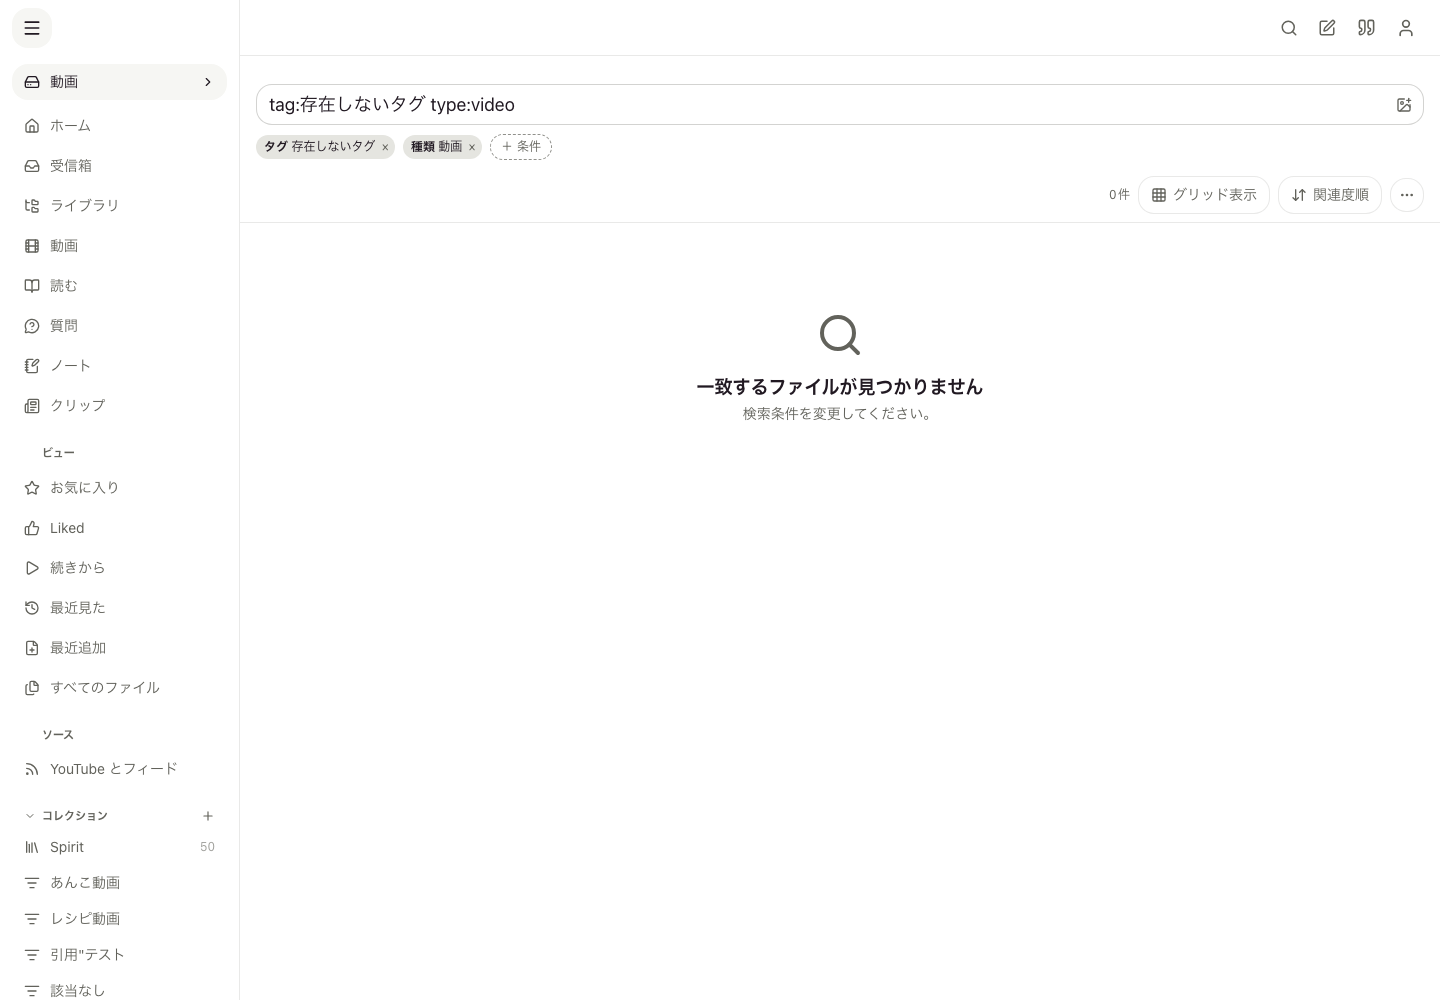 動画
ホーム
受信箱
ライブラリ
動画
読む
質問
ノート
クリップ
ビュー
お気に入り
Liked
続きから
最近見た
最近追加
すべてのファイル
ソース
YouTube とフィード
コレクション
Spirit 50
あんこ動画
レシピ動画
引用"テスト
該当なし
tag:存在しないタグ type:video
タグ 存在しないタグ × 種類 動画 × + 条件
0件 グリッド表示 関連度順
一致するファイルが見つかりません
検索条件を変更してください。